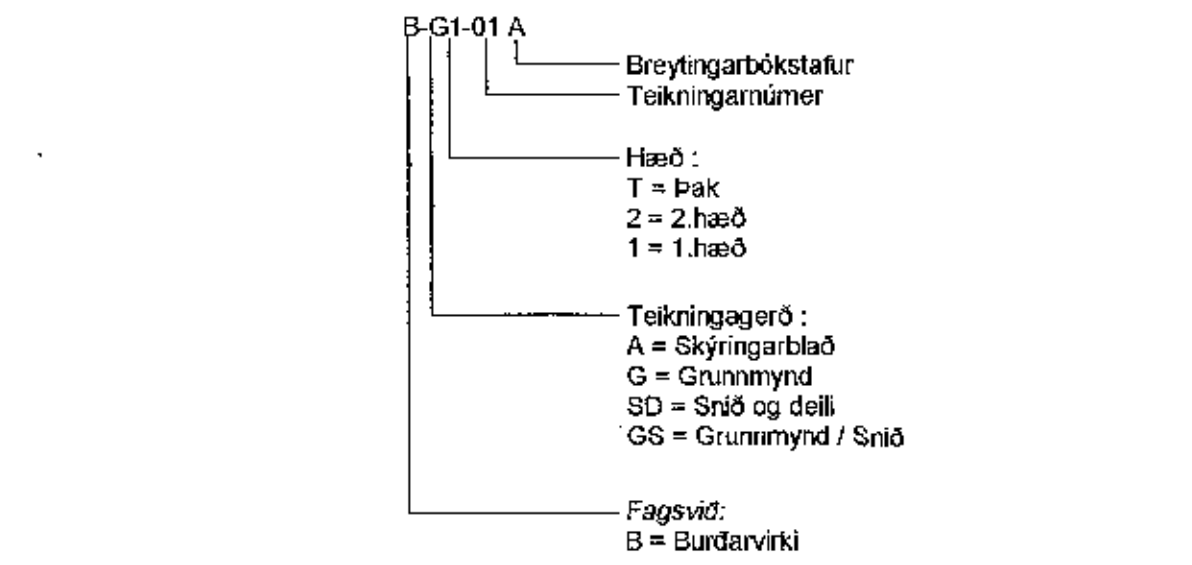 B-G1-01 A
Breytingarbókstafur
Teikningarnúmer
Hæð :
T = Þak
2 = 2.hæð
1 = 1.hæð
Teikningagerð :
A = Skýringarblað
G = Grunnmynd
SD = Snið og deili
GS = Grunnmynd / Snið
Fagsvið:
B = Burðarvirki